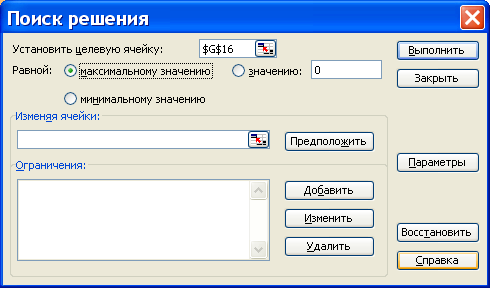 Поиск решения
Установить целевую ячейку: $G$16 Выполнить
Равной: максимальному значению значению: 0 Закрыть
минимальному значению
Изменяя ячейки:
Предположить Параметры
Ограничения:
Добавить
Изменить Восстановить
Удалить Справка